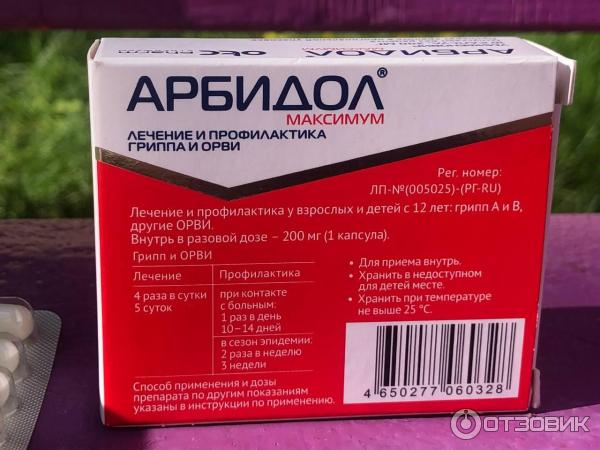 АРБИДОЛ®
МАКСИМУМ
ЛЕЧЕНИЕ И ПРОФИЛАКТИКА
ГРИППА И ОРВИ
Рег. номер:
ЛП-№(005025)-(РГ-RU)
Лечение и профилактика у взрослых и детей с 12 лет: грипп А и В,
другие ОРВИ.
Внутрь в разовой дозе – 200 мг (1 капсула).
Грипп и ОРВИ
Лечение
Профилактика
4 раза в сутки
5 суток
при контакте
с больным:
1 раз в день
10–14 дней
в сезон эпидемии:
2 раза в неделю
3 недели
• Для приема внутрь.
• Хранить в недоступном
для детей месте.
• Хранить при температуре
не выше 25 °С.
Способ применения и дозы
препарата по другим показаниям
указаны в инструкции по применению.
4 650277 060328
АРБИДОЛ
МАКСИМУМ
otc pharm
ОТЗОВИК